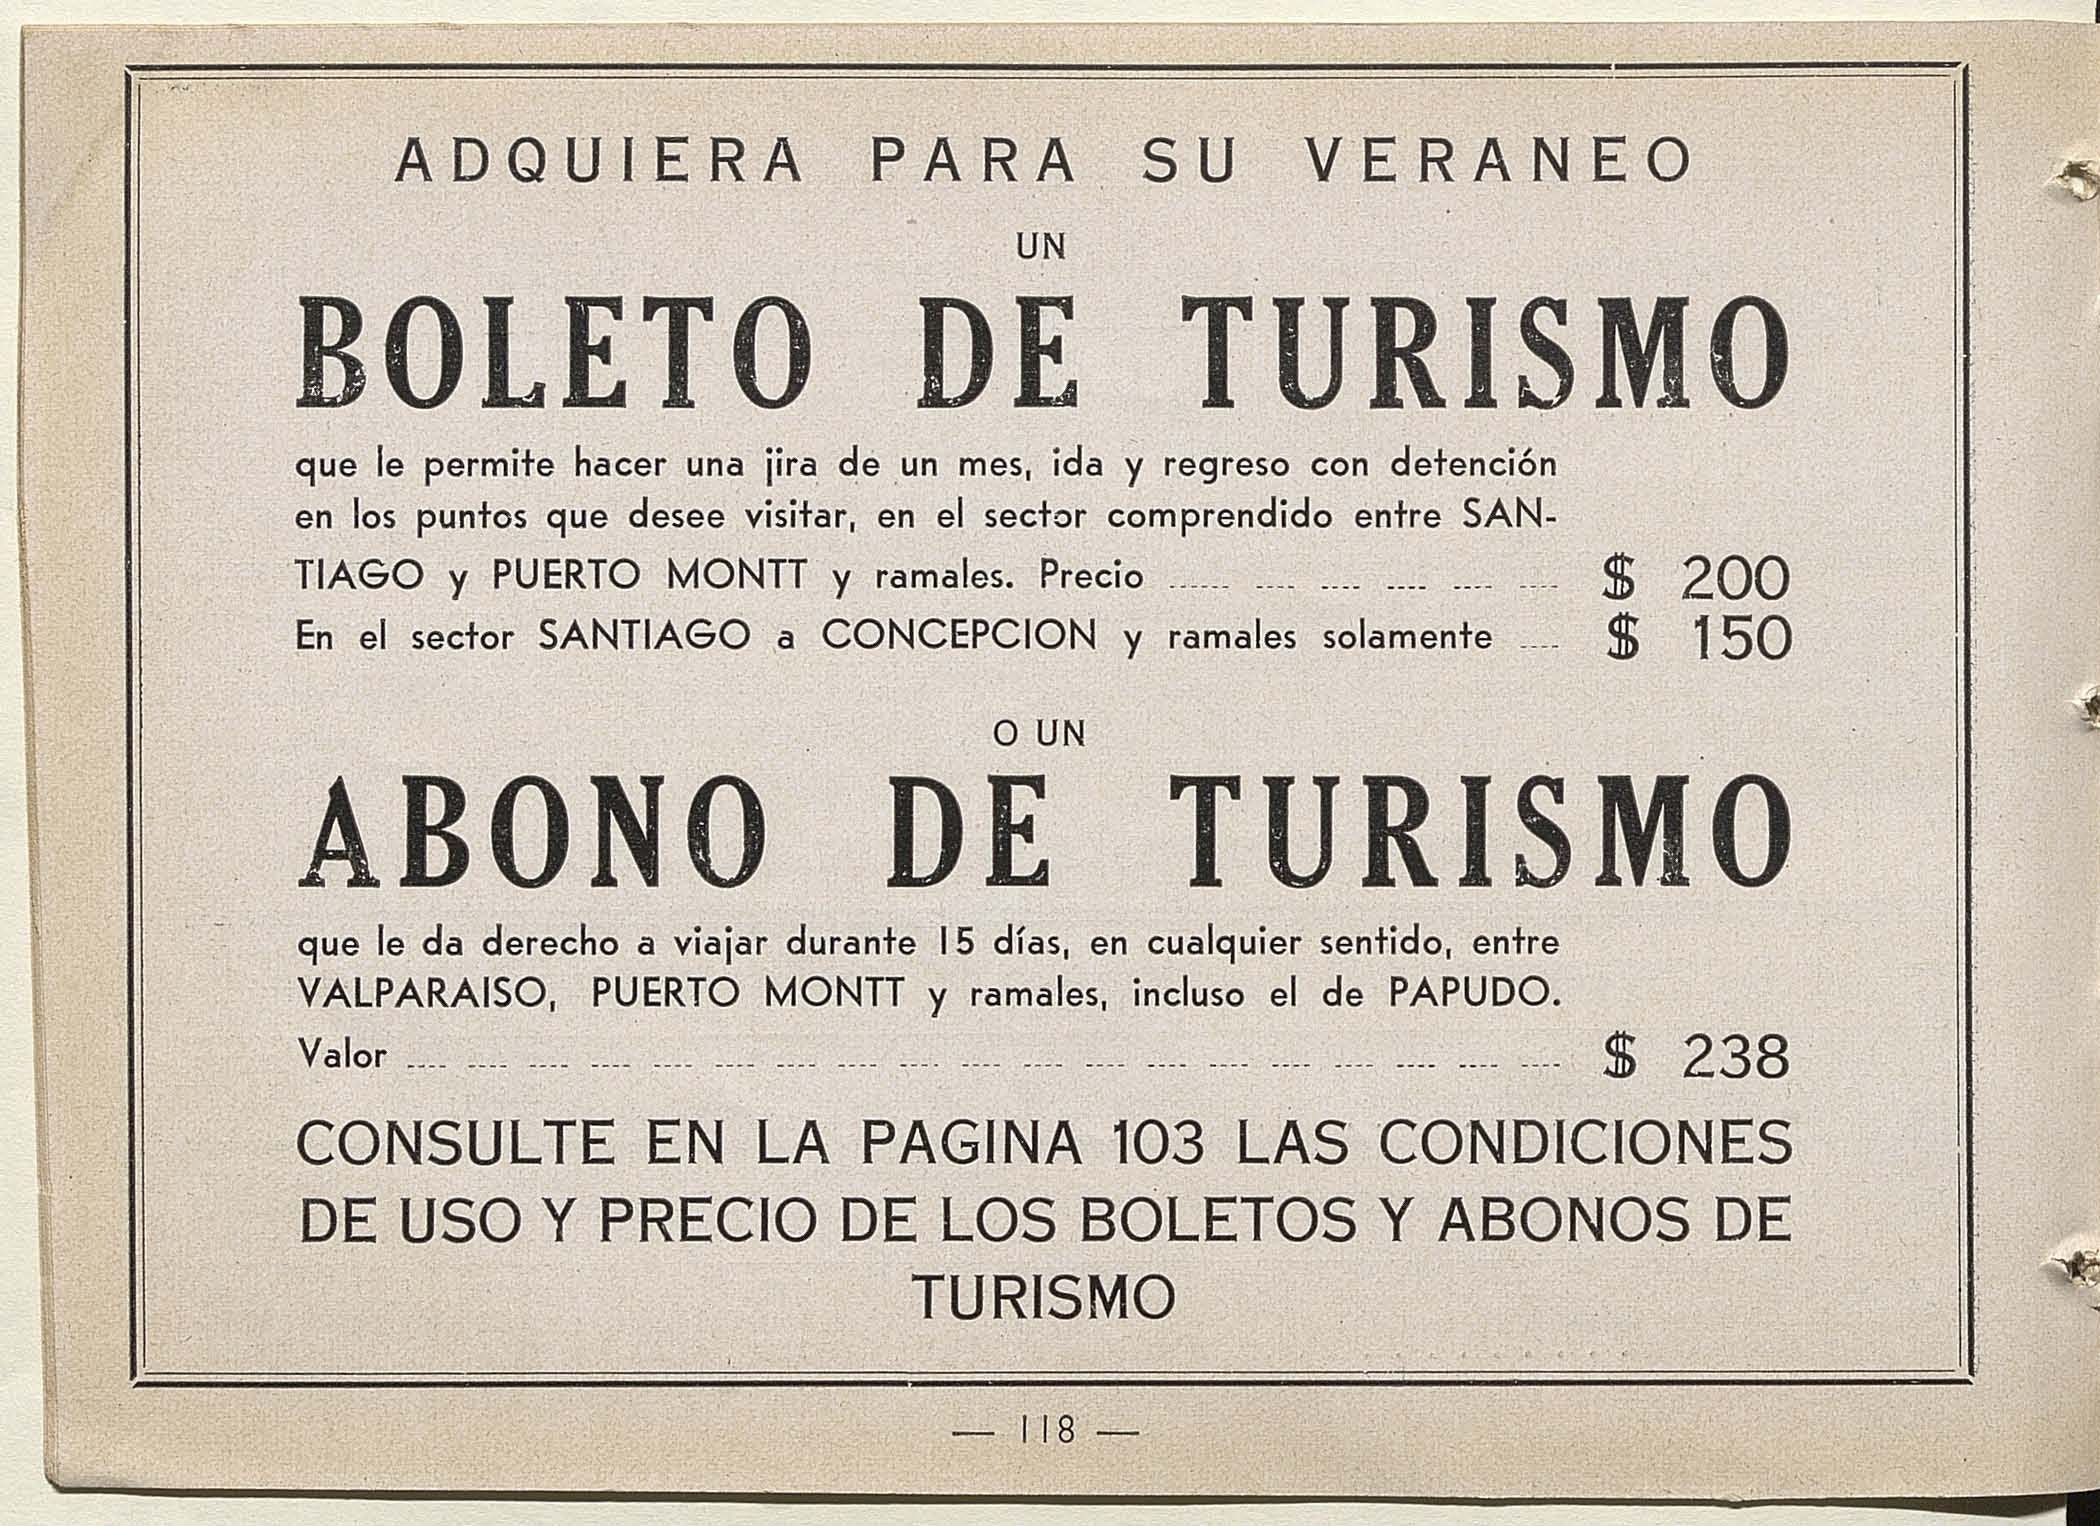 ADQUIERA PARA SU VERANEO
UN
BOLETO DE TURISMO
que le permite hacer una jira de un mes, ida y regreso con detención
en los puntos que desee visitar, en el sector comprendido entre SAN-
TIAGO y PUERTO MONTT y ramales. Precio ...... .... .... .... .... .... $ 200
En el sector SANTIAGO a CONCEPCION y ramales solamente .... $ 150
O UN
ABONO DE TURISMO
que le da derecho a viajar durante 15 días, en cualquier sentido, entre
VALPARAISO, PUERTO MONTT y ramales, incluso el de PAPUDO.
Valor .... .... .... .... .... .... .... .... .... .... .... .... .... .... .... .... .... .... .... $ 238
CONSULTE EN LA PAGINA 103 LAS CONDICIONES
DE USO Y PRECIO DE LOS BOLETOS Y ABONOS DE
TURISMO
— 118 —